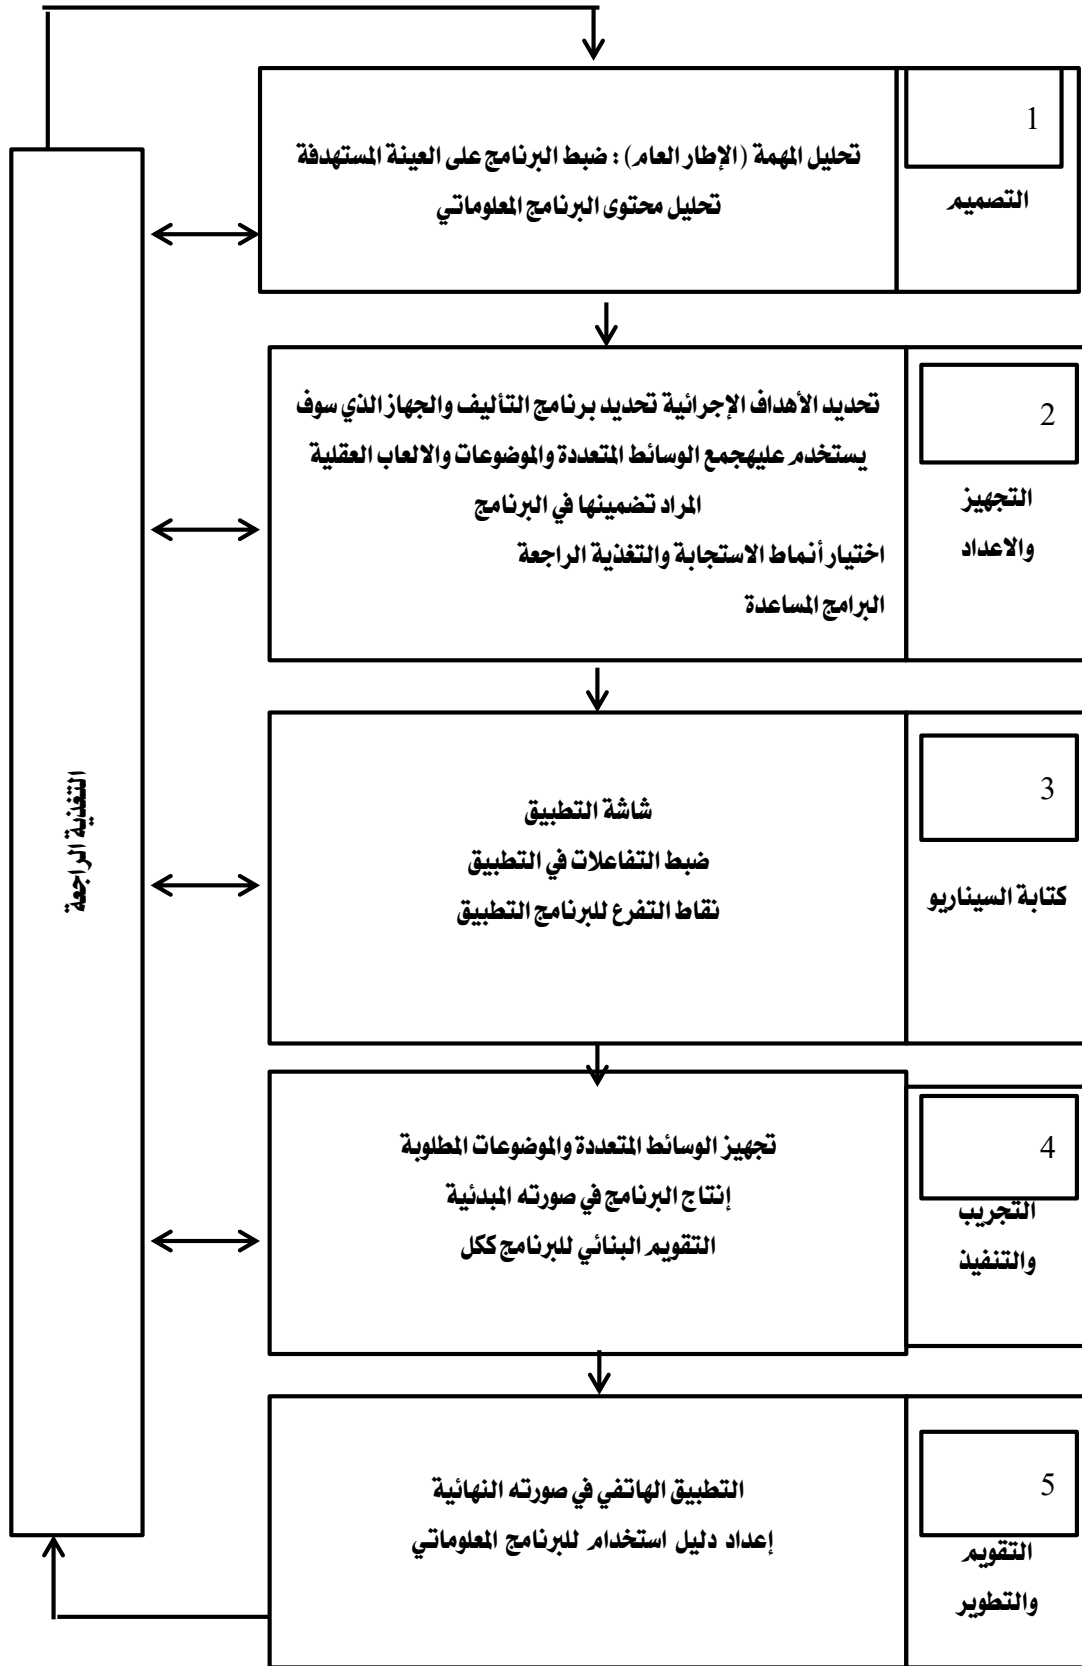 1
التصميم
تحليل المهمة (الإطار العام) : ضبط البرنامج على العينة المستهدفة
تحليل محتوى البرنامج المعلوماتي
2
التجهيز
والاعداد
تحديد الأهداف الإجرائية تحديد برنامج التأليف والجهاز الذي سوف
يستخدم عليهجمع الوسائط المتعددة والموضوعات والالعاب العقلية
المراد تضمينها في البرنامج
اختيار أنماط الاستجابة والتغذية الراجعة
البرامج المساعدة
3
كتابة السيناريو
شاشة التطبيق
ضبط التفاعلات في التطبيق
نقاط التفرع للبرنامج التطبيق
4
التجريب
والتنفيذ
تجهيز الوسائط المتعددة والموضوعات المطلوبة
إنتاج البرنامج في صورته المبدئية
التقويم البنائي للبرنامج ككل
5
التقويم
والتطوير
التطبيق الهاتفي في صورته النهائية
إعداد دليل استخدام للبرنامج المعلوماتي
التغذية الراجعة